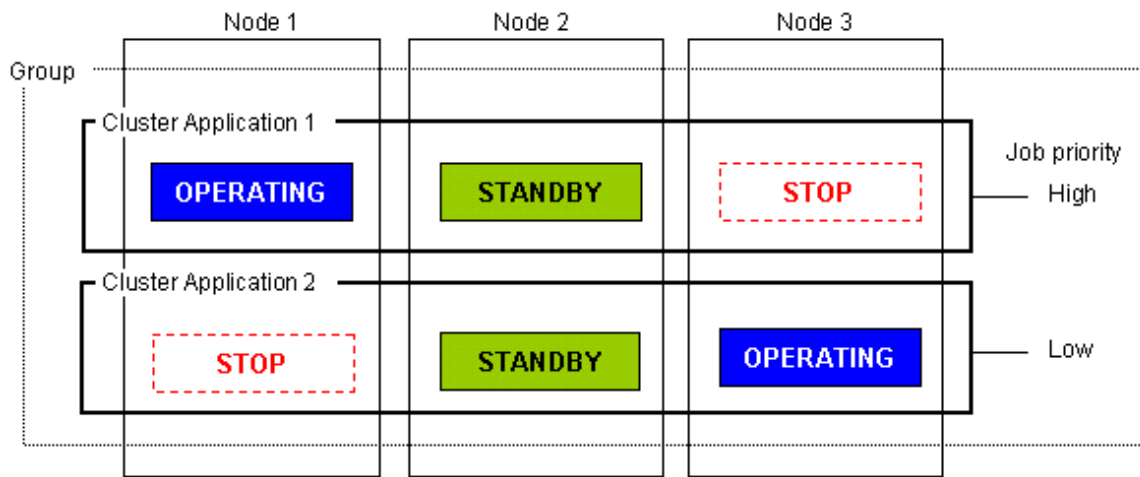 Node 1 Node 2 Node 3
Group
Cluster Application 1
Job priority
OPERATING STANDBY STOP High
Cluster Application 2
STOP STANDBY OPERATING Low